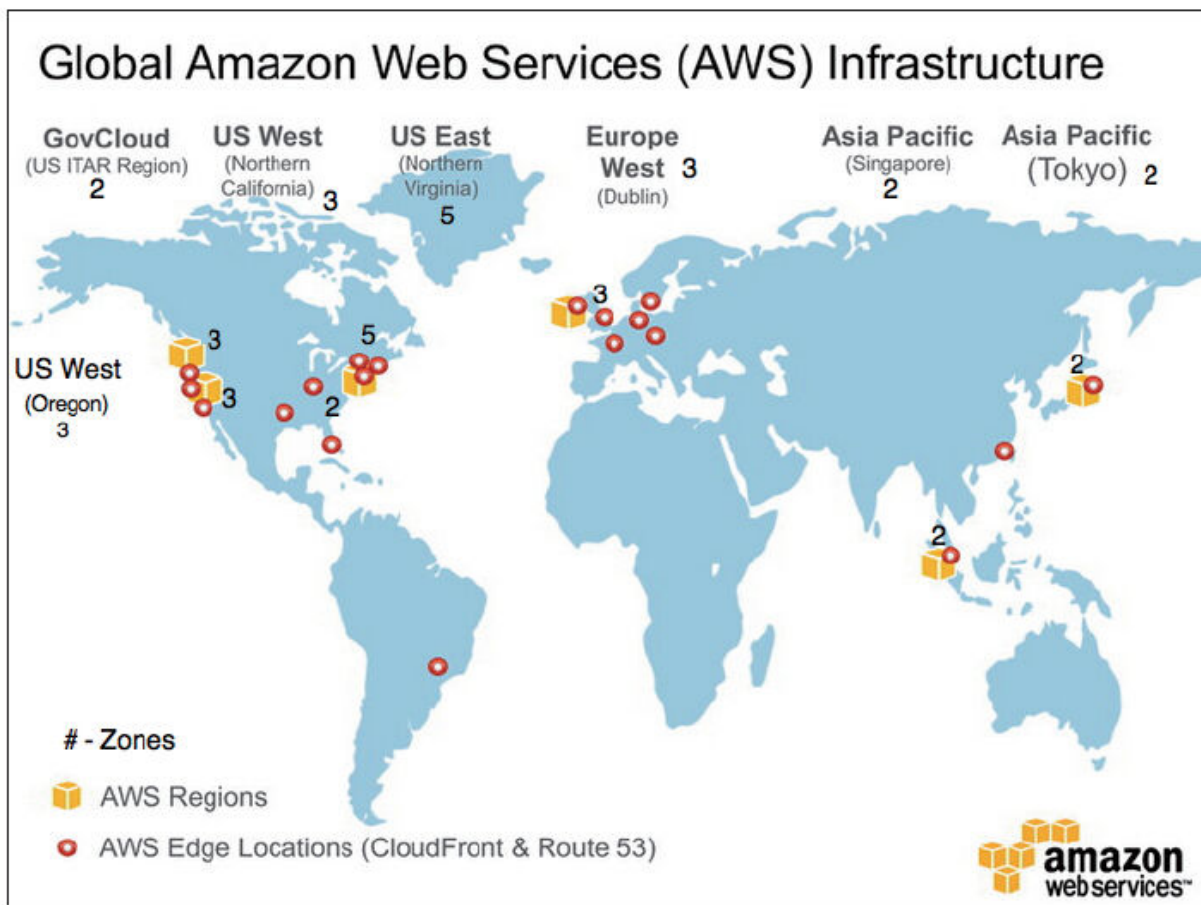 Global Amazon Web Services (AWS) Infrastructure
GovCloud
(US ITAR Region)
2
US West
(Northern
California) 3
US East
(Northern
Virginia)
5
Europe
West 3
(Dublin)
Asia Pacific
(Singapore)
2
Asia Pacific
(Tokyo) 2
3
5
3
2
US West
(Oregon)
3
3
2
2
# - Zones
AWS Regions
AWS Edge Locations (CloudFront & Route 53)
amazon
webservices™